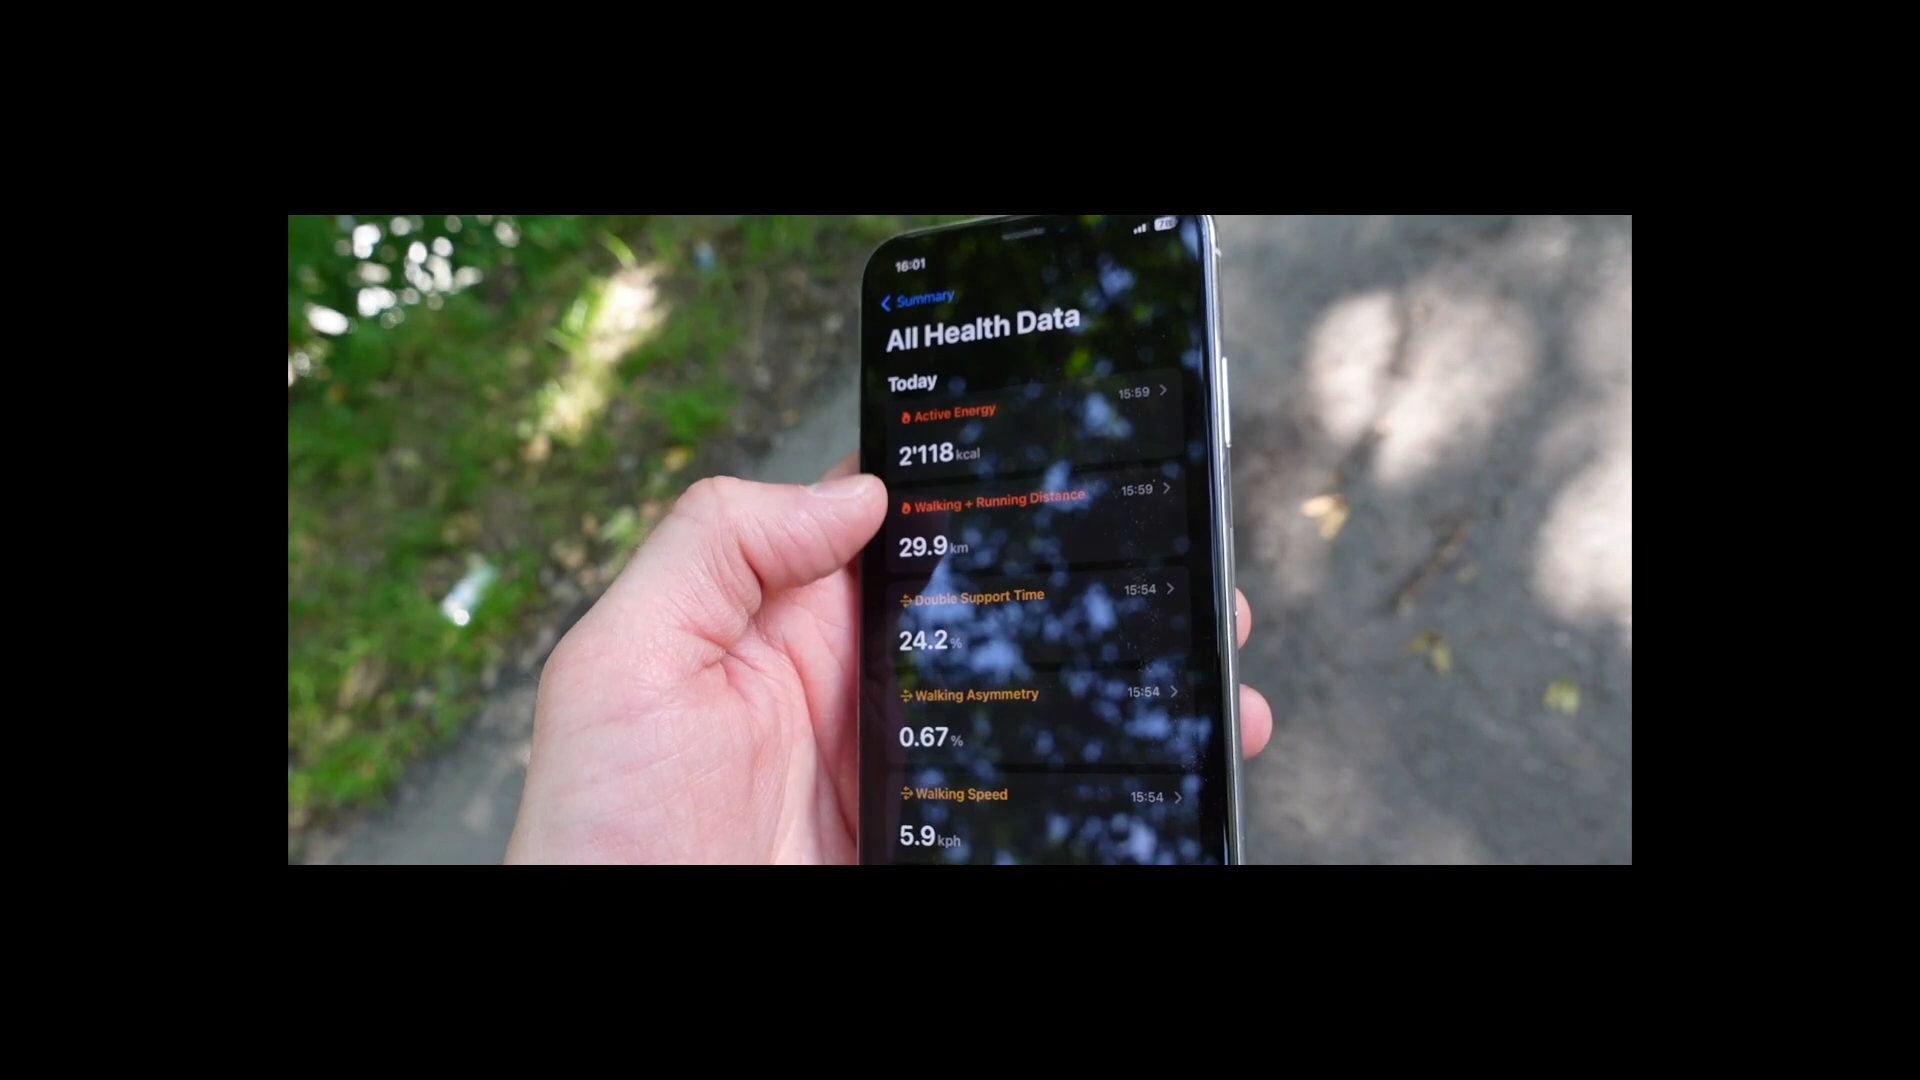 16:01
78
Summary
All Health Data
Today
Active Energy 15:59
2'118 kcal
Walking + Running Distance 15:59
29.9 km
Double Support Time 15:54
24.2 %
Walking Asymmetry 15:54
0.67 %
Walking Speed 15:54
5.9 kph